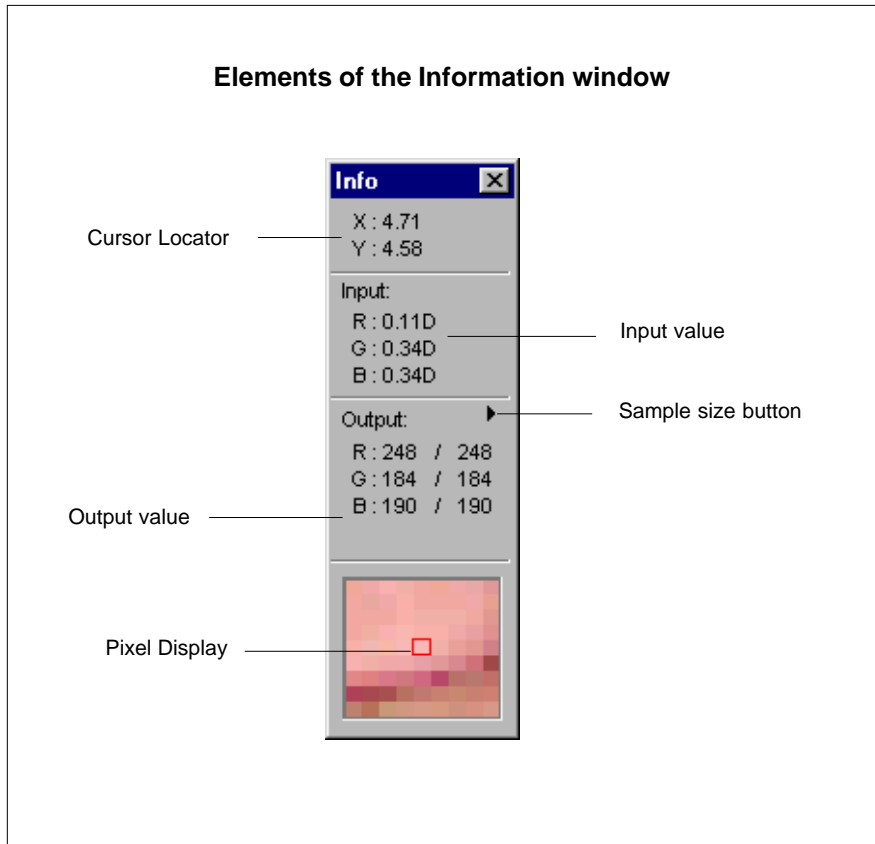 Elements of the Information window
Info
Cursor Locator
X : 4.71
Y : 4.58
Input:
R : 0.11D
G : 0.34D
B : 0.34D
Input value
Output:
Sample size button
R : 248 / 248
G : 184 / 184
B : 190 / 190
Output value
Pixel Display